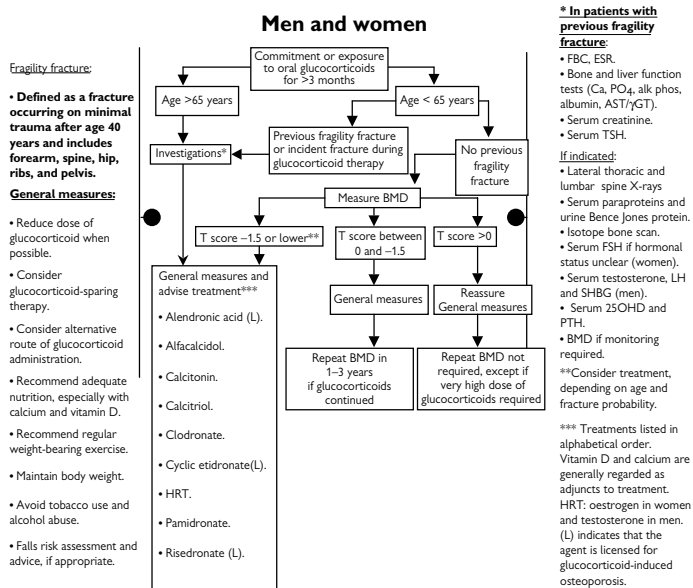 Men and women
Fragility fracture:
• Defined as a fracture
occurring on minimal
trauma after age 40
years and includes
forearm, spine, hip,
ribs, and pelvis.
General measures:
• Reduce dose of
glucocorticoid when
possible.
• Consider
glucocorticoid-sparing
therapy.
• Consider alternative
route of glucocorticoid
administration.
• Recommend adequate
nutrition, especially with
calcium and vitamin D.
• Recommend regular
weight-bearing exercise.
• Maintain body weight.
• Avoid tobacco use and
alcohol abuse.
• Falls risk assessment and
advice, if appropriate.
Commitment or exposure
to oral glucocorticoids
for >3 months
Age >65 years
Age < 65 years
Previous fragility fracture
or incident fracture during
glucocorticoid therapy
Investigations*
No previous
fragility
fracture
Measure BMD
T score –1.5 or lower**
T score between
0 and –1.5
T score >0
General measures and
advise treatment***
• Alendronic acid (L).
• Alfacalcidol.
• Calcitonin.
• Calcitriol.
• Clodronate.
• Cyclic etidronate(L).
• HRT.
• Pamidronate.
• Risedronate (L).
General measures
Reassure
General measures
Repeat BMD in
1–3 years
if glucocorticoids
continued
Repeat BMD not
required, except if
very high dose of
glucocorticoids required
* In patients with
previous fragility
fracture:
• FBC, ESR.
• Bone and liver function
tests (Ca, PO4, alk phos,
albumin, AST/γGT).
• Serum creatinine.
• Serum TSH.
If indicated:
• Lateral thoracic and
lumbar spine X-rays
• Serum paraproteins and
urine Bence Jones protein.
• Isotope bone scan.
• Serum FSH if hormonal
status unclear (women).
• Serum testosterone, LH
and SHBG (men).
• Serum 25OHD and
PTH.
• BMD if monitoring
required.
**Consider treatment,
depending on age and
fracture probability.
*** Treatments listed in
alphabetical order.
Vitamin D and calcium are
generally regarded as
adjuncts to treatment.
HRT: oestrogen in women
and testosterone in men.
(L) indicates that the
agent is licensed for
glucocorticoid-induced
osteoporosis.